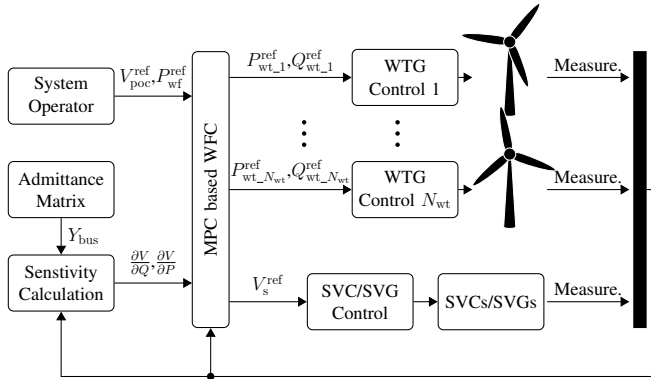 System
Operator
V_poc^ref, P_wf^ref
Admittance
Matrix
Y_bus
Senstivity
Calculation
∂V/∂Q, ∂V/∂P
MPC based WFC
P_wt_1^ref, Q_wt_1^ref
WTG
Control 1
Measure.
P_wt_N_wt^ref, Q_wt_N_wt^ref
WTG
Control N_wt
Measure.
V_s^ref
SVC/SVG
Control
SVCs/SVGs
Measure.